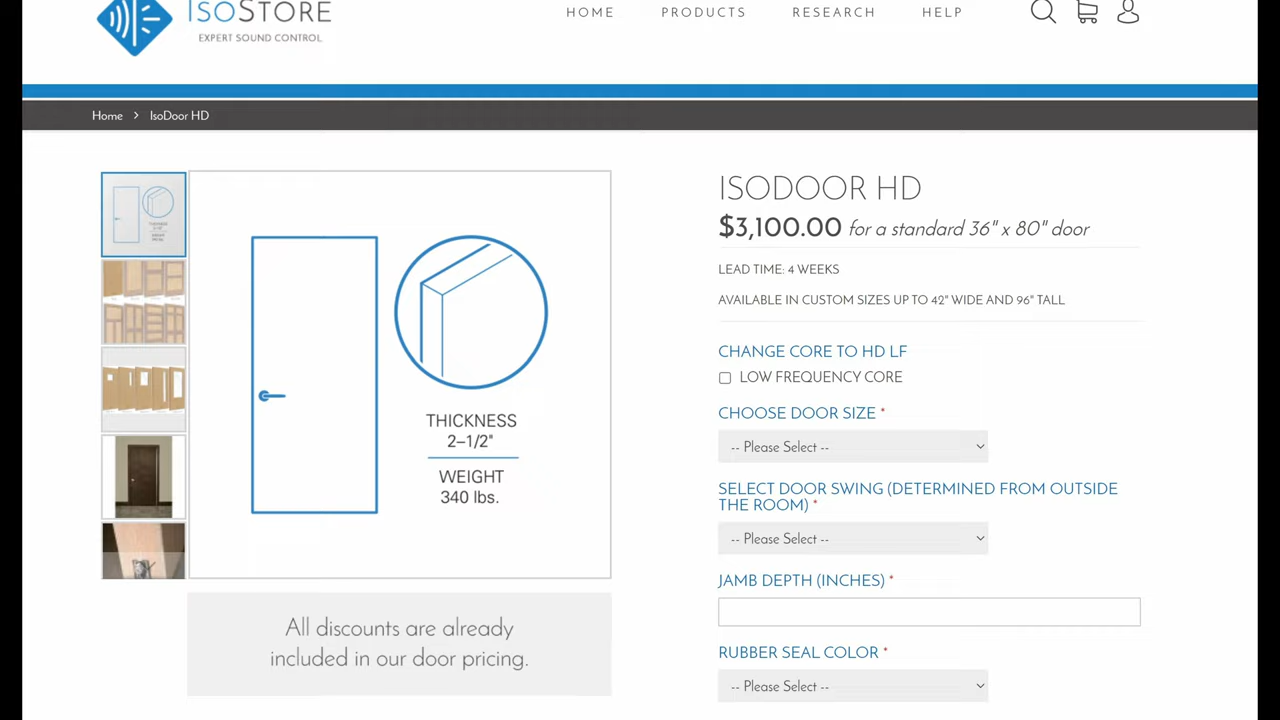 ISOSTORE
EXPERT SOUND CONTROL
HOME PRODUCTS RESEARCH HELP
Home > IsoDoor HD
THICKNESS
2–1/2"
WEIGHT
340 lbs.
All discounts are already
included in our door pricing.
ISODOOR HD
$3,100.00 for a standard 36" x 80" door
LEAD TIME: 4 WEEKS
AVAILABLE IN CUSTOM SIZES UP TO 42" WIDE AND 96" TALL
CHANGE CORE TO HD LF
LOW FREQUENCY CORE
CHOOSE DOOR SIZE *
-- Please Select --
SELECT DOOR SWING (DETERMINED FROM OUTSIDE
THE ROOM) *
-- Please Select --
JAMB DEPTH (INCHES) *
RUBBER SEAL COLOR *
-- Please Select --